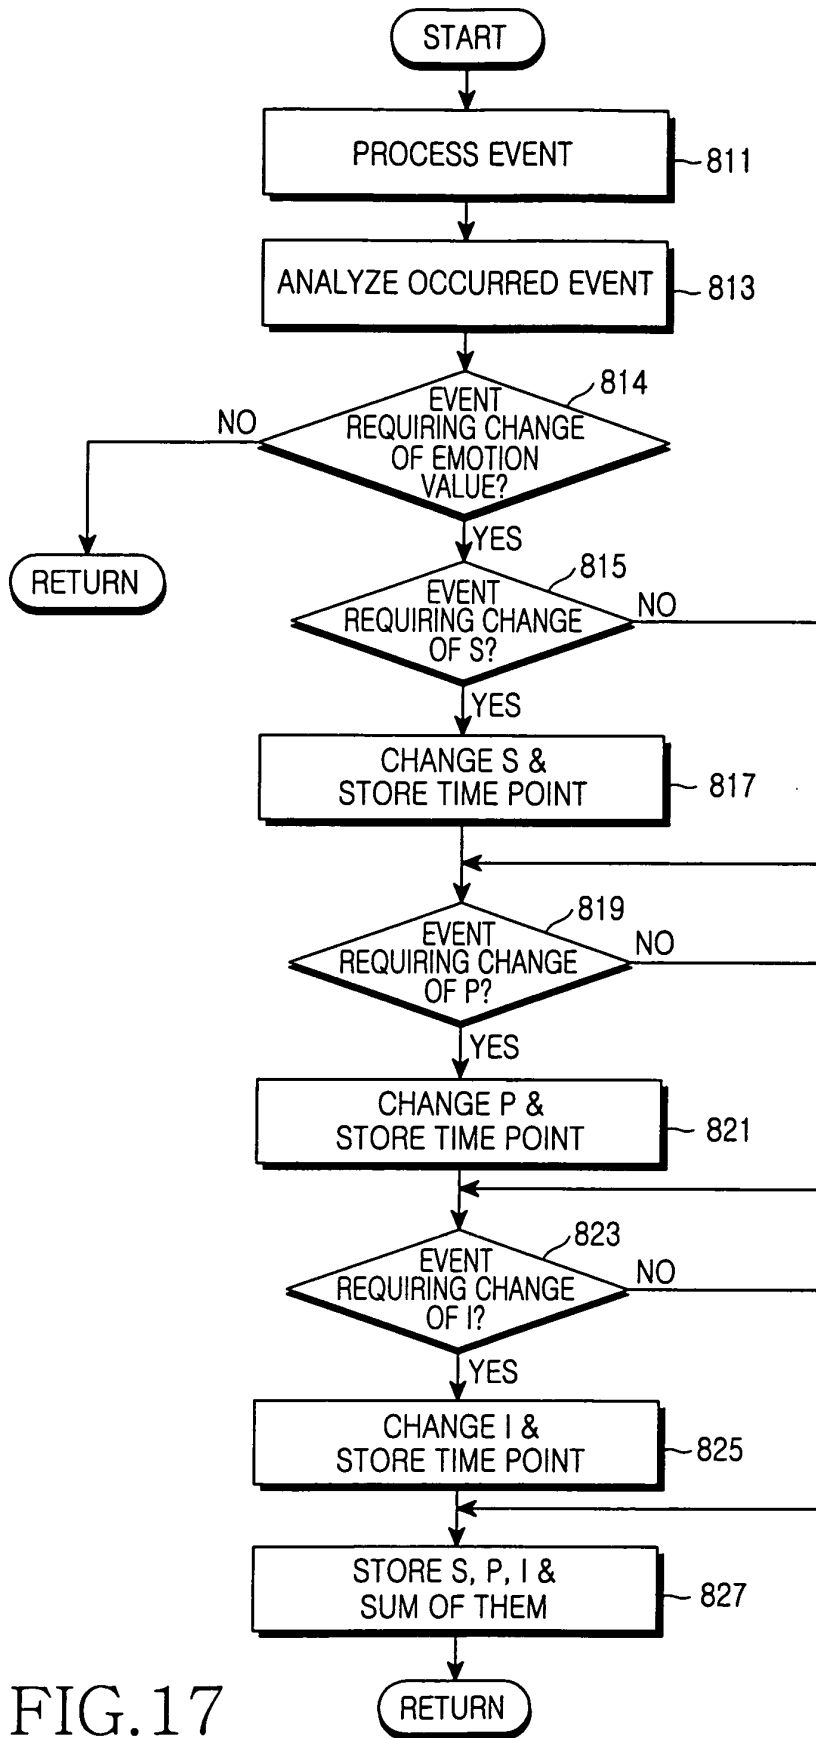 START
PROCESS EVENT
811
ANALYZE OCCURRED EVENT
813
EVENT
REQUIRING CHANGE
OF EMOTION
VALUE?
814
NO
RETURN
YES
EVENT
REQUIRING CHANGE
OF S?
815
NO
YES
CHANGE S &
STORE TIME POINT
817
EVENT
REQUIRING CHANGE
OF P?
819
NO
YES
CHANGE P &
STORE TIME POINT
821
EVENT
REQUIRING CHANGE
OF I?
823
NO
YES
CHANGE I &
STORE TIME POINT
825
STORE S, P, I &
SUM OF THEM
827
RETURN
FIG.17